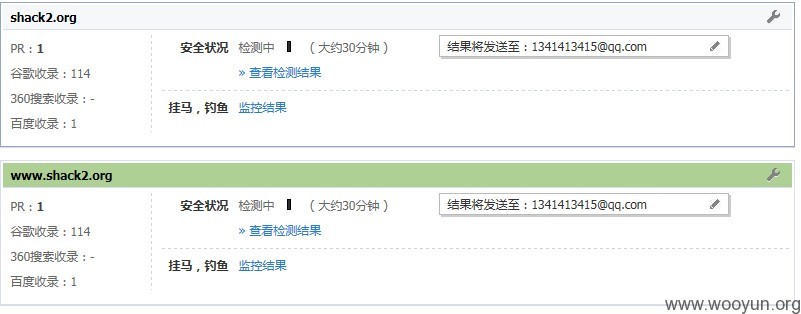 shack2.org
PR：1 安全状况 检测中 （大约30分钟） 结果将发送至：1341413415@qq.com
谷歌收录：114 » 查看检测结果
360搜索收录：- 挂马，钓鱼 监控结果
百度收录：1
www.shack2.org
PR：1 安全状况 检测中 （大约30分钟） 结果将发送至：1341413415@qq.com
谷歌收录：114 » 查看检测结果
360搜索收录：- 挂马，钓鱼 监控结果
百度收录：1
www.wooyun.org